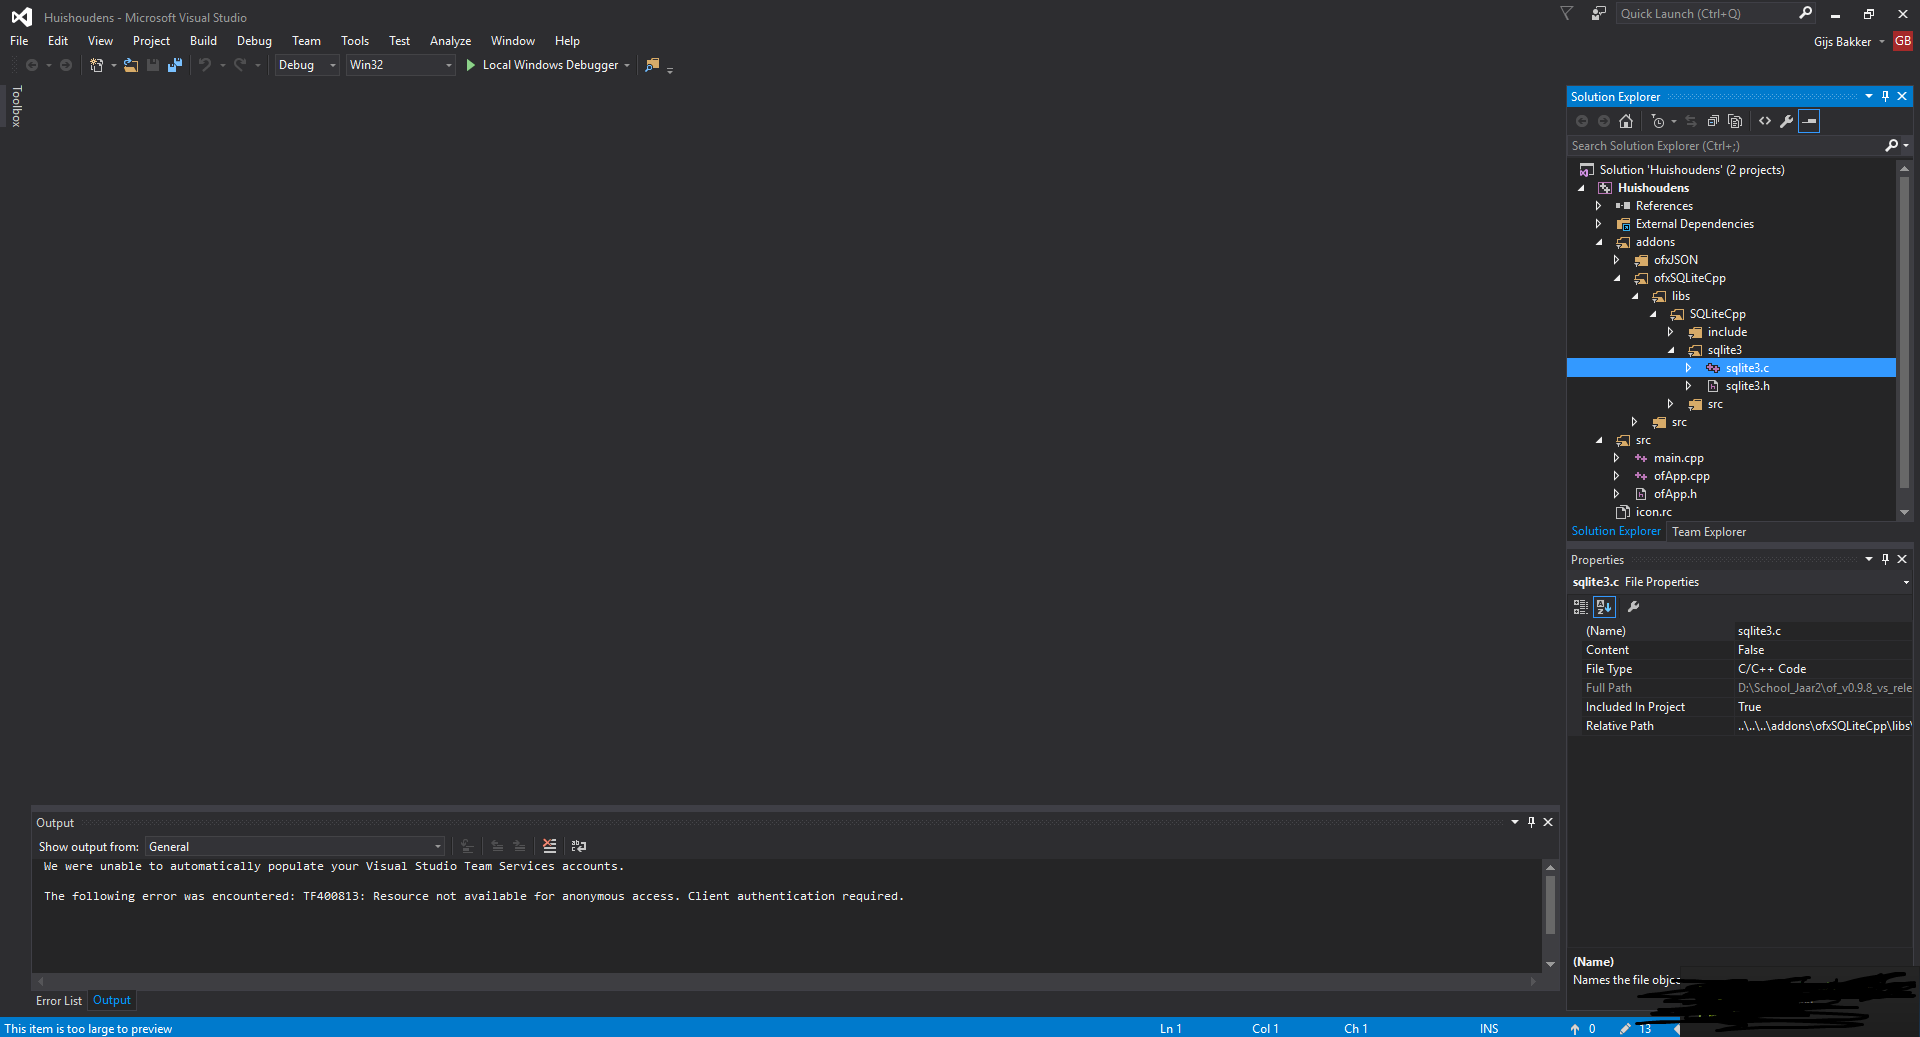 Huishoudens - Microsoft Visual Studio
Quick Launch (Ctrl+Q)
File Edit View Project Build Debug Team Tools Test Analyze Window Help
Gijs Bakker GB
Debug Win32 Local Windows Debugger
Toolbox
Solution Explorer
Search Solution Explorer (Ctrl+;)
Solution 'Huishoudens' (2 projects)
Huishoudens
References
External Dependencies
addons
ofxJSON
ofxSQLiteCpp
libs
SQLiteCpp
include
sqlite3
sqlite3.c
sqlite3.h
src
src
src
main.cpp
ofApp.cpp
ofApp.h
icon.rc
Solution Explorer Team Explorer
Properties
sqlite3.c File Properties
(Name) sqlite3.c
Content False
File Type C/C++ Code
Full Path D:\School_Jaar2\of_v0.9.8_vs_rele
Included In Project True
Relative Path ..\..\..\addons\ofxSQLiteCpp\libs\
(Name)
Names the file objec
Output
Show output from: General
We were unable to automatically populate your Visual Studio Team Services accounts.
The following error was encountered: TF400813: Resource not available for anonymous access. Client authentication required.
Error List Output
This item is too large to preview
Ln 1 Col 1 Ch 1 INS 0 13